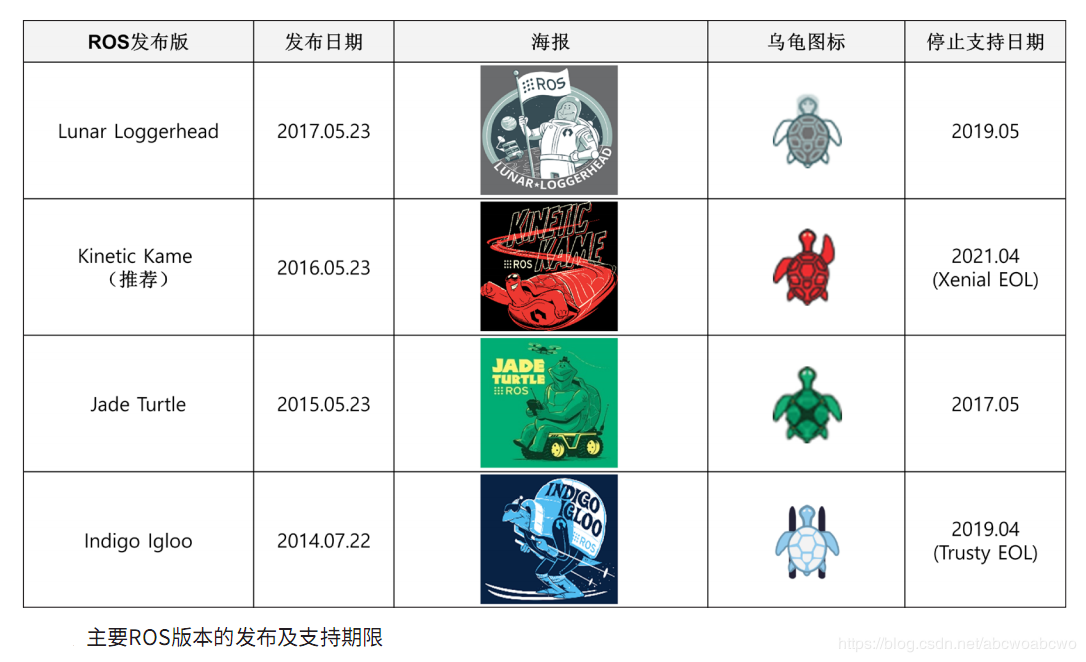 ROS发布版 发布日期 海报 乌龟图标 停止支持日期
Lunar Loggerhead 2017.05.23 2019.05
ROS
LUNAR★LOGGERHEAD
Kinetic Kame
（推荐）
2016.05.23
KINETIC
KAME
ROS
2021.04
(Xenial EOL)
Jade Turtle 2015.05.23 2017.05
JADE
TURTLE
ROS
Indigo Igloo 2014.07.22
INDIGO
IGLOO
ROS
2019.04
(Trusty EOL)
主要ROS版本的发布及支持期限
https://blog.csdn.net/abcwoabcwo